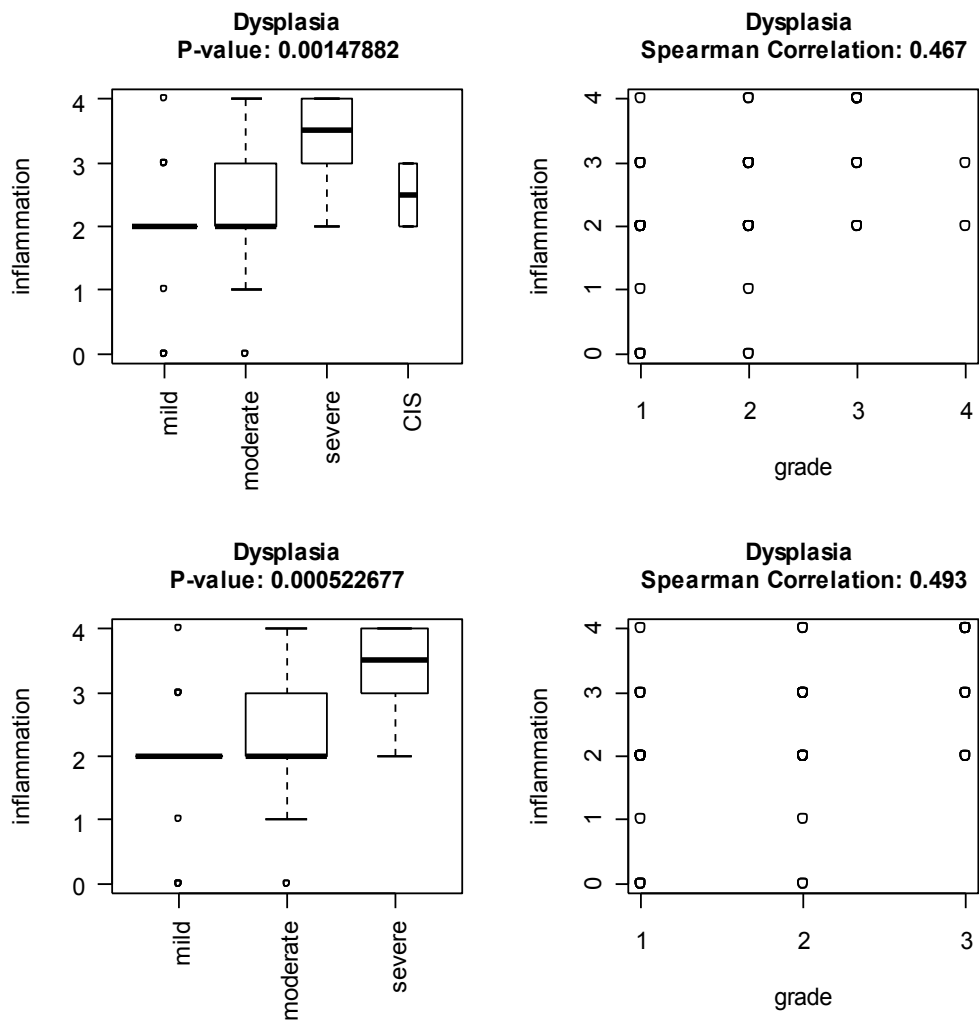 Dysplasia
P-value: 0.00147882
4
3
2
1
0
inflammation
mild
moderate
severe
CIS
Dysplasia
Spearman Correlation: 0.467
4
3
2
1
0
inflammation
1 2 3 4
grade
Dysplasia
P-value: 0.000522677
4
3
2
1
0
inflammation
mild
moderate
severe
Dysplasia
Spearman Correlation: 0.493
4
3
2
1
0
inflammation
1 2 3
grade